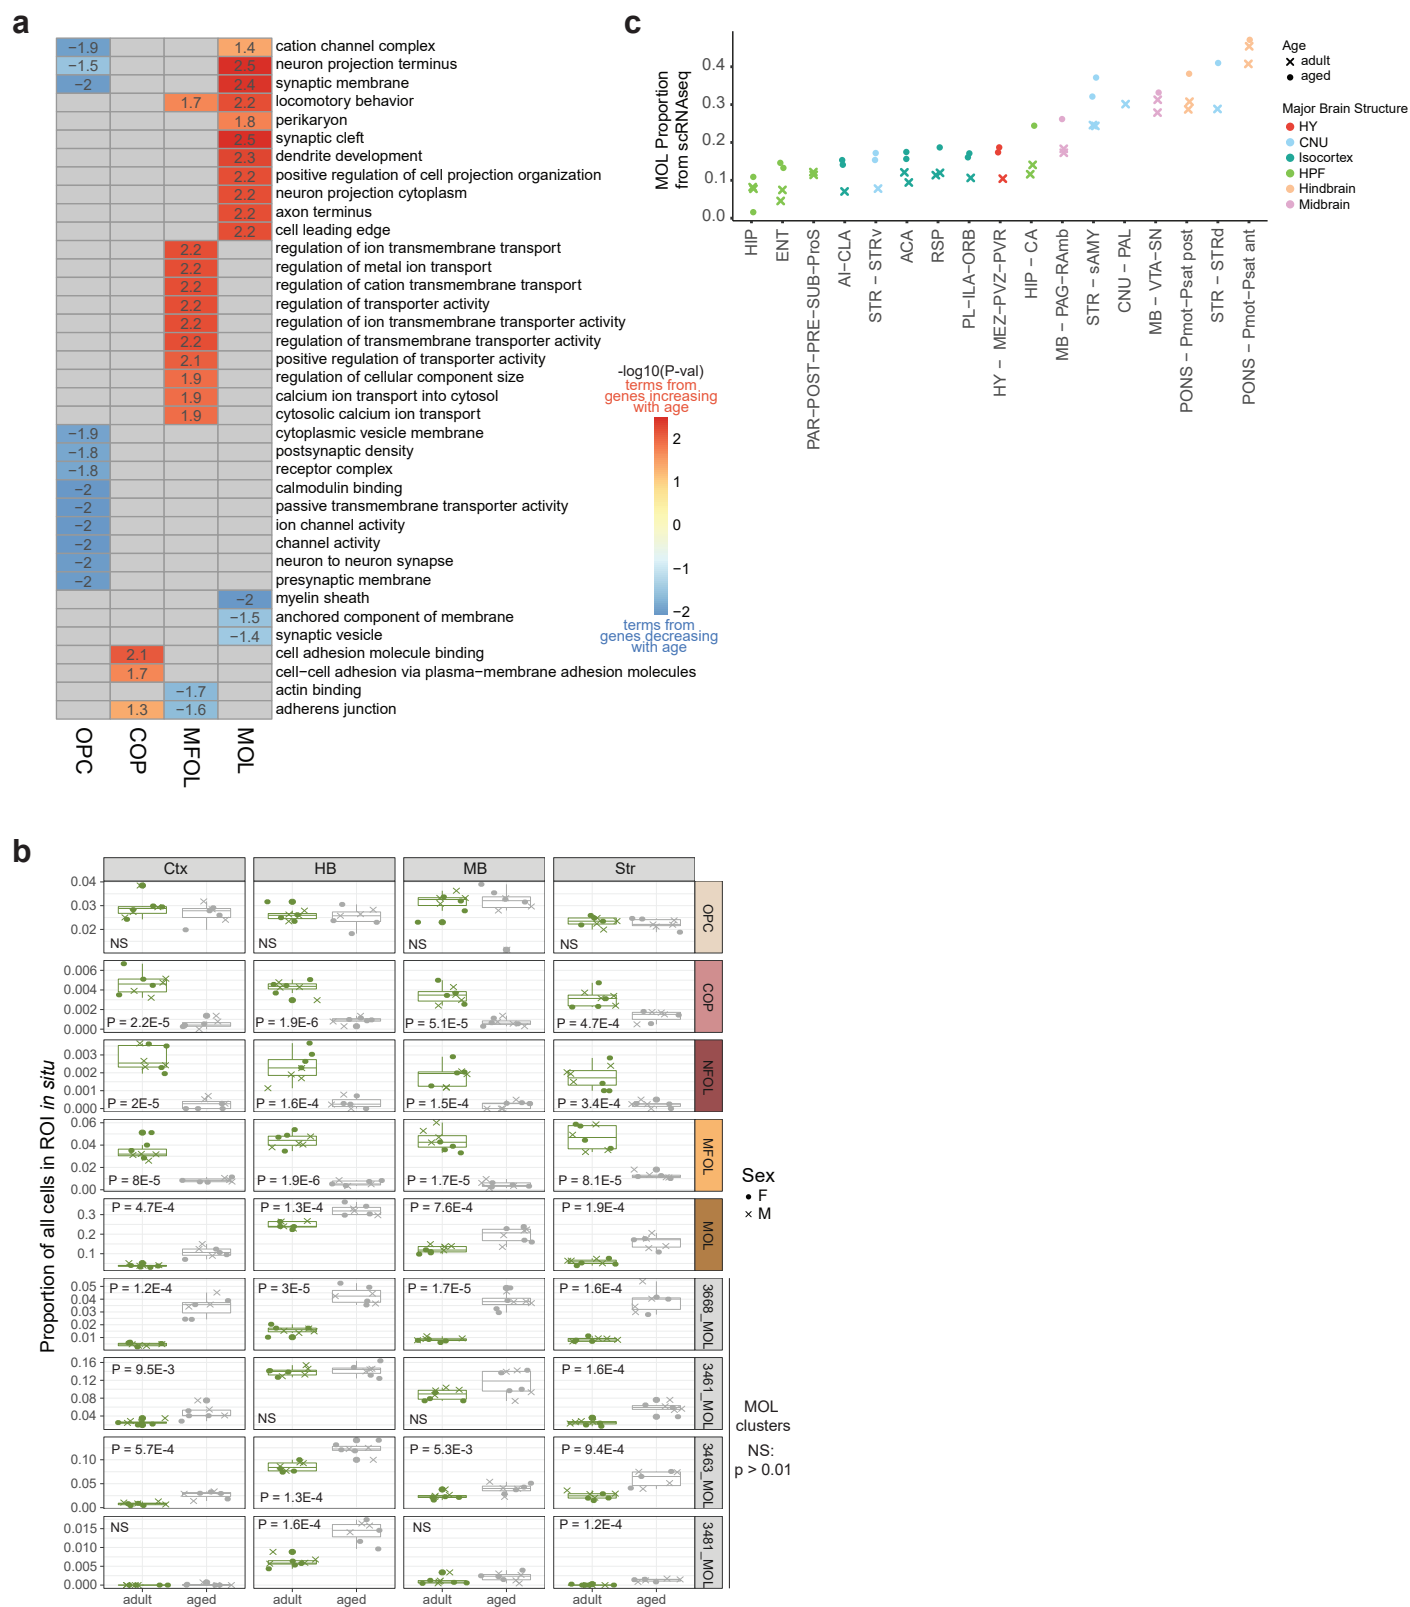 a
−1.9 1.4 cation channel complex
−1.5 2.5 neuron projection terminus
−2 2.4 synaptic membrane
1.7 2.2 locomotory behavior
1.8 perikaryon
2.5 synaptic cleft
2.3 dendrite development
2.2 positive regulation of cell projection organization
2.2 neuron projection cytoplasm
2.2 axon terminus
2.2 cell leading edge
2.2 regulation of ion transmembrane transport
2.2 regulation of metal ion transport
2.2 regulation of cation transmembrane transport
2.2 regulation of transporter activity
2.2 regulation of ion transmembrane transporter activity
2.2 regulation of transmembrane transporter activity
2.1 positive regulation of transporter activity
1.9 regulation of cellular component size
1.9 calcium ion transport into cytosol
1.9 cytosolic calcium ion transport
−1.9 cytoplasmic vesicle membrane
−1.8 postsynaptic density
−1.8 receptor complex
−2 calmodulin binding
−2 passive transmembrane transporter activity
−2 ion channel activity
−2 channel activity
−2 neuron to neuron synapse
−2 presynaptic membrane
−2 myelin sheath
−1.5 anchored component of membrane
−1.4 synaptic vesicle
2.1 cell adhesion molecule binding
1.7 cell−cell adhesion via plasma−membrane adhesion molecules
−1.7 actin binding
1.3 −1.6 adherens junction
OPC COP MFOL MOL
-log10(P-val)
terms from
genes increasing
with age
2
1
0
−1
−2
terms from
genes decreasing
with age
c
MOL Proportion
from scRNAseq
0.4
0.3
0.2
0.1
0.0
HIP
ENT
PAR−POST−PRE−SUB−ProS
AI−CLA
STR − STRv
ACA
RSP
PL−ILA−ORB
HY − MEZ−PVZ−PVR
HIP − CA
MB − PAG−RAmb
STR − sAMY
CNU − PAL
MB − VTA−SN
PONS − Pmot−Psat post
STR − STRd
PONS − Pmot−Psat ant
Age
adult
aged
Major Brain Structure
HY
CNU
Isocortex
HPF
Hindbrain
Midbrain
b
Proportion of all cells in ROI in situ
Ctx HB MB Str
0.04
0.03
0.02
NS NS NS NS
OPC
0.006
0.004
0.002
0.000
P = 2.2E-5 P = 1.9E-6 P = 5.1E-5 P = 4.7E-4
COP
0.003
0.002
0.001
0.000
P = 2E-5 P = 1.6E-4 P = 1.5E-4 P = 3.4E-4
NFOL
0.06
0.04
0.02
0.00
P = 8E-5 P = 1.9E-6 P = 1.7E-5 P = 8.1E-5
MFOL
P = 4.7E-4 P = 1.3E-4 P = 7.6E-4 P = 1.9E-4
0.3
0.2
0.1
MOL
P = 1.2E-4 P = 3E-5 P = 1.7E-5 P = 1.6E-4
0.05
0.04
0.03
0.02
0.01
3668_MOL
0.16
P = 9.5E-3 NS NS P = 1.6E-4
0.12
0.08
0.04
3461_MOL
P = 5.7E-4 P = 1.3E-4 P = 5.3E-3 P = 9.4E-4
0.10
0.05
0.00
3463_MOL
NS P = 1.6E-4 NS P = 1.2E-4
0.015
0.010
0.005
0.000
3481_MOL
adult aged adult aged adult aged adult aged
Sex
F
M
MOL
clusters
NS:
p > 0.01